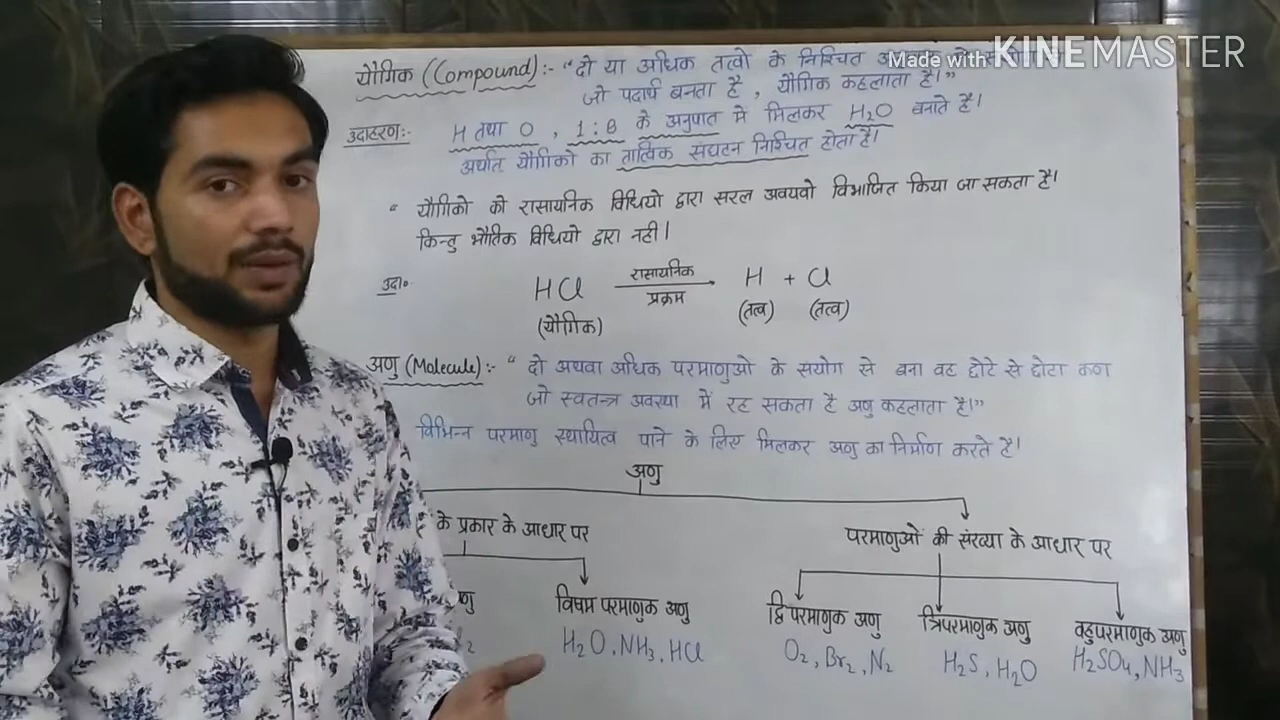 Made with KINEMASTER
यौगिक (Compound) :- “दो या अधिक तत्वो के निश्चित
जो पदार्थ बनता है , यौगिक कहलाता है।”
उदाहरण:- H तथा O , 1:8 के अनुपात मे मिलकर H₂O बनाते है।
अर्थात् यौगिको का तात्विक संघटन निश्चित होता है।
“ यौगिको को रासायनिक विधियो द्वारा सरल अवयवो विभाजित किया जा सकता है।
किन्तु भौतिक विधियो द्वारा नही।
उदा० HCl रासायनिक प्रक्रम H + Cl
(यौगिक) (तत्व) (तत्व)
अणु (Molecule) :- “ दो अथवा अधिक परमाणुओ के सयोग से बना वह छोटे से छोटा कण
जो स्वतन्त्र अवस्था में रह सकता है अणु कहलाता है।”
विभिन्न परमाणु स्थायित्व पाने के लिए मिलकर अणु का निर्माण करते है।
अणु
के प्रकार के आधार पर परमाणुओं की संख्या के आधार पर
विषम परमाणुक अणु द्वि परमाणुक अणु त्रिपरमाणुक अणु बहुपरमाणुक अणु
H₂O, NH₃, HCl O₂, Br₂, N₂ H₂S, H₂O H₂SO₄, NH₃